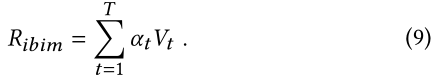 R_{ibim} = \sum_{t=1}^{T} \alpha_t V_t . (9)